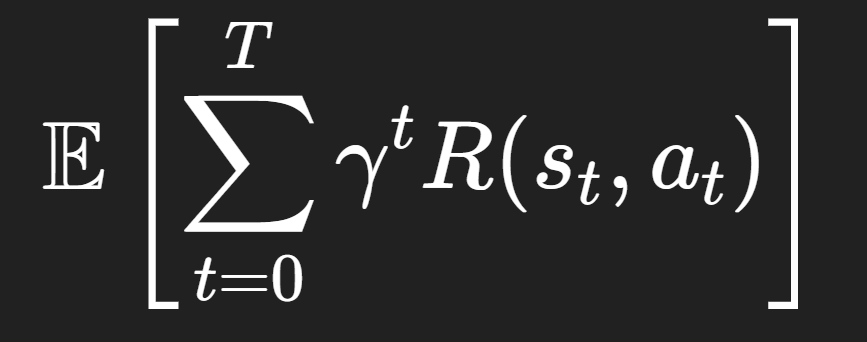 𝔼 [ ∑_{t=0}^{T} γ^t R(s_t, a_t) ]